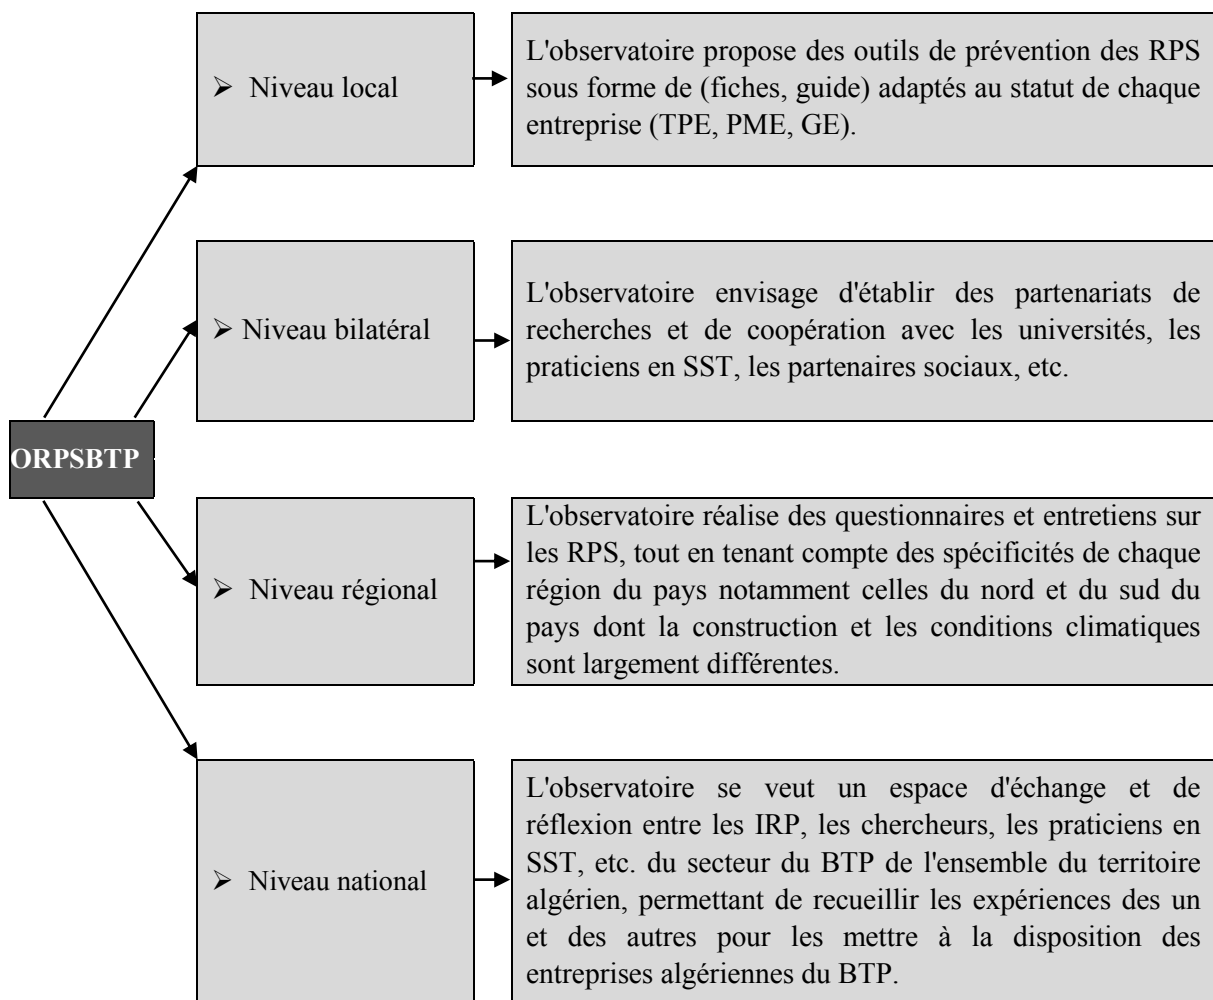 ➢ Niveau local
L'observatoire propose des outils de prévention des RPS
sous forme de (fiches, guide) adaptés au statut de chaque
entreprise (TPE, PME, GE).
➢ Niveau bilatéral
L'observatoire envisage d'établir des partenariats de
recherches et de coopération avec les universités, les
praticiens en SST, les partenaires sociaux, etc.
ORPSBTP
➢ Niveau régional
L'observatoire réalise des questionnaires et entretiens sur
les RPS, tout en tenant compte des spécificités de chaque
région du pays notamment celles du nord et du sud du
pays dont la construction et les conditions climatiques
sont largement différentes.
➢ Niveau national
L'observatoire se veut un espace d'échange et de
réflexion entre les IRP, les chercheurs, les praticiens en
SST, etc. du secteur du BTP de l'ensemble du territoire
algérien, permettant de recueillir les expériences des un
et des autres pour les mettre à la disposition des
entreprises algériennes du BTP.